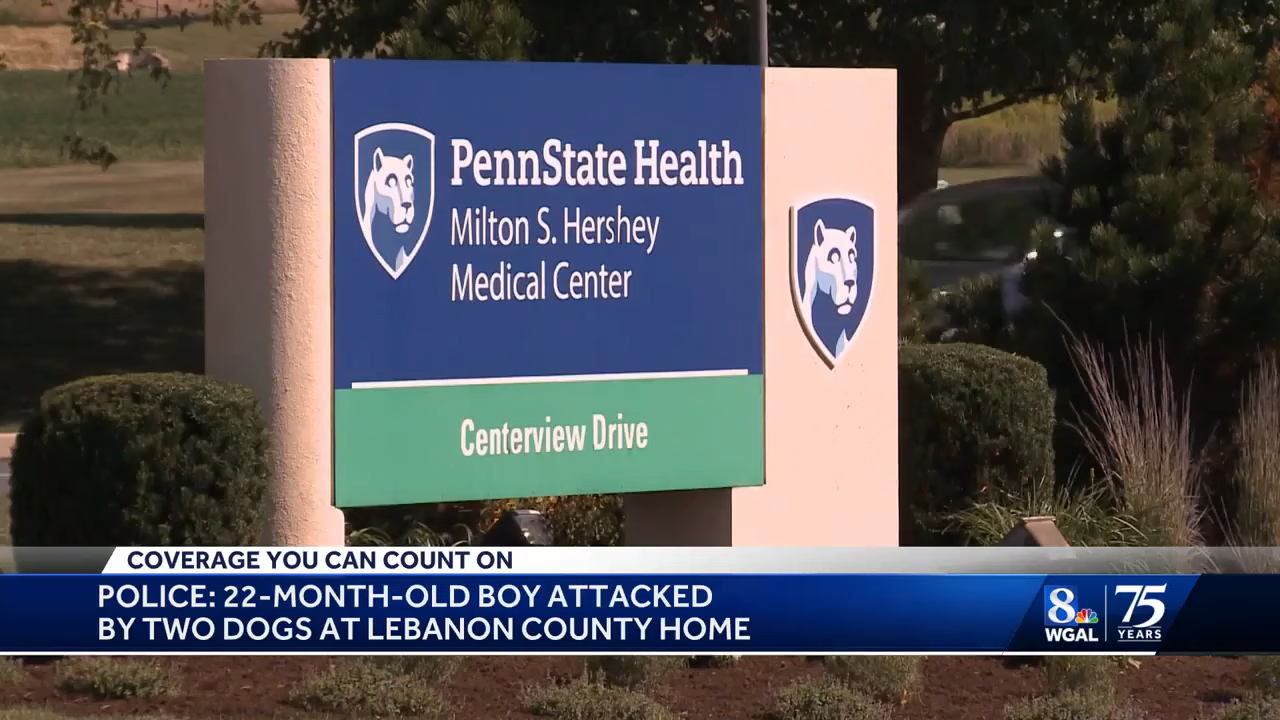 PennState Health
Milton S. Hershey
Medical Center
Centerview Drive
COVERAGE YOU CAN COUNT ON
POLICE: 22-MONTH-OLD BOY ATTACKED
BY TWO DOGS AT LEBANON COUNTY HOME
8
WGAL
75
YEARS